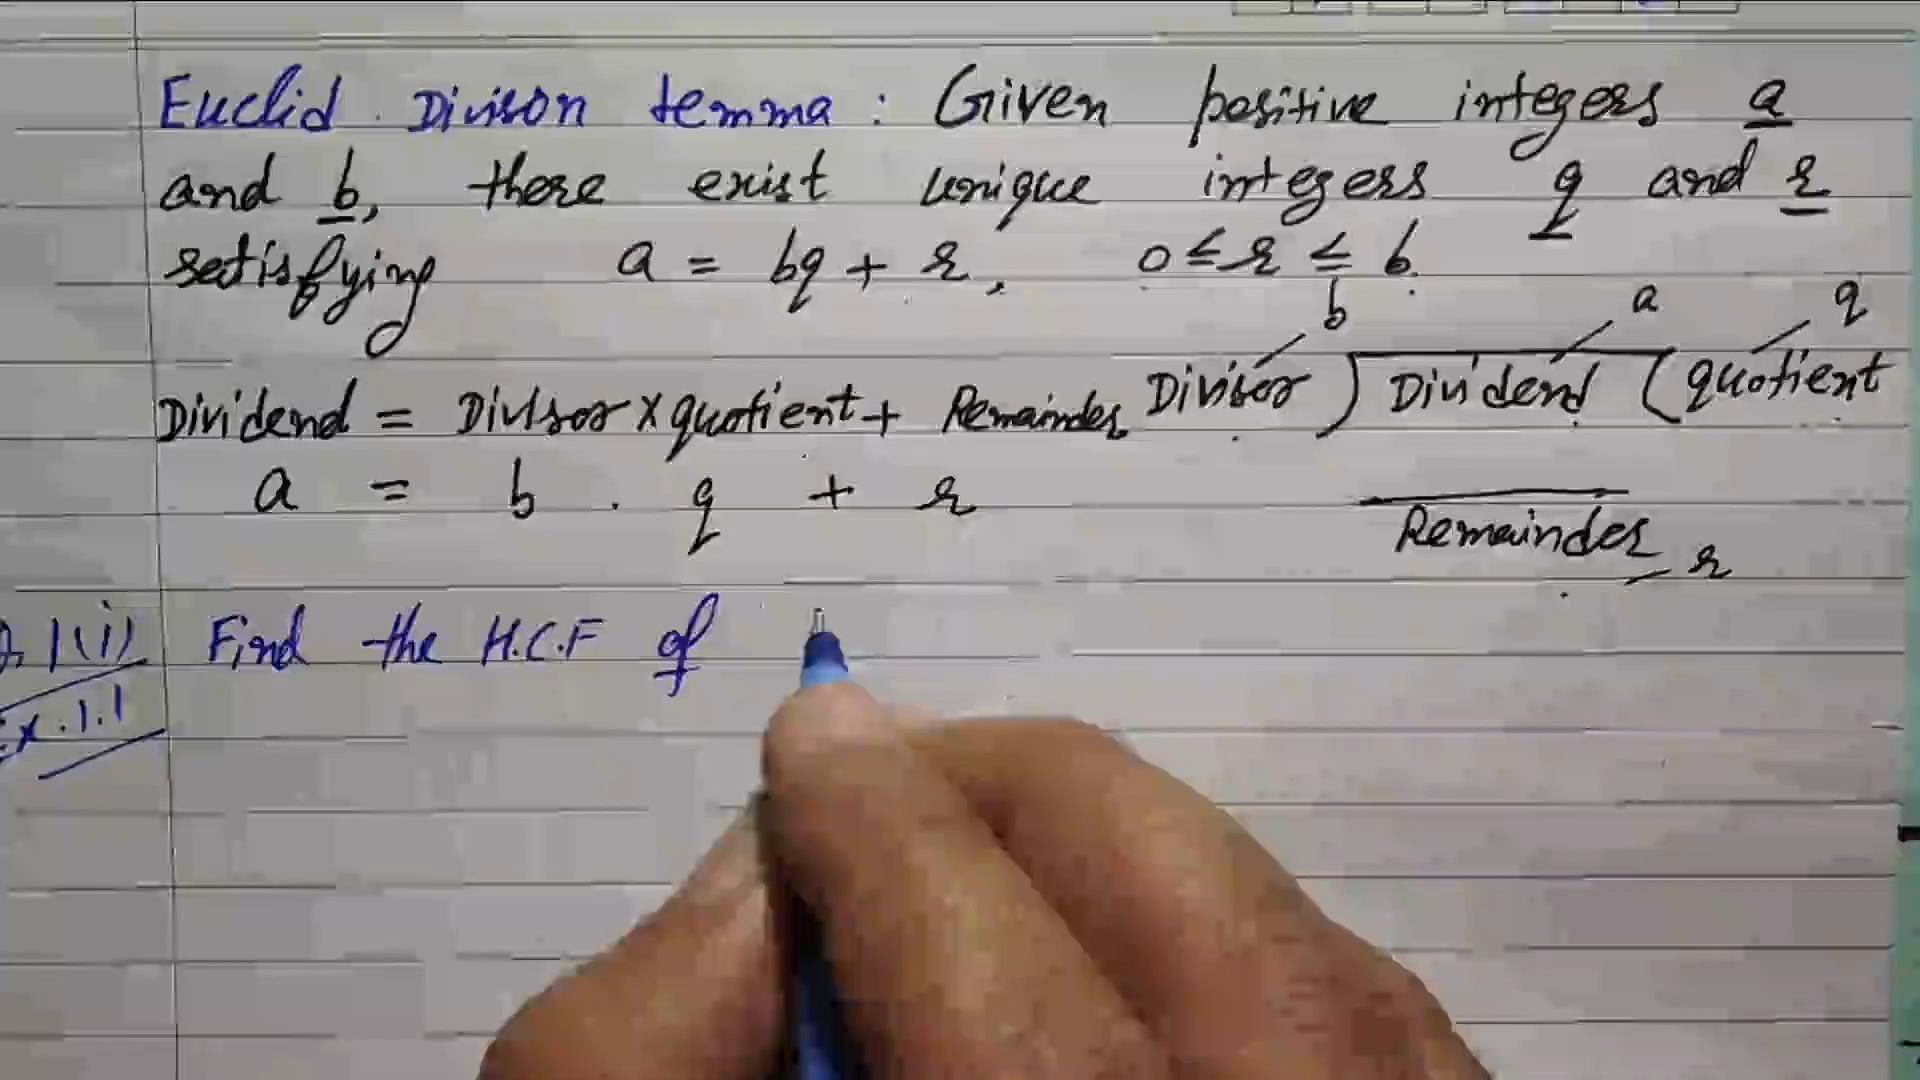 Euclid Divison Lemma : Given positive integers a
and b, there exist unique integers q and r
satisfying a = bq + r, 0 ≤ r ≤ b.
b a q
Divisor ) Dividend ( quotient
Dividend = Divisor × quotient + Remainder
a = b . q + r
Remainder r
1(i) Find the H.C.F of
Ex. 1.1